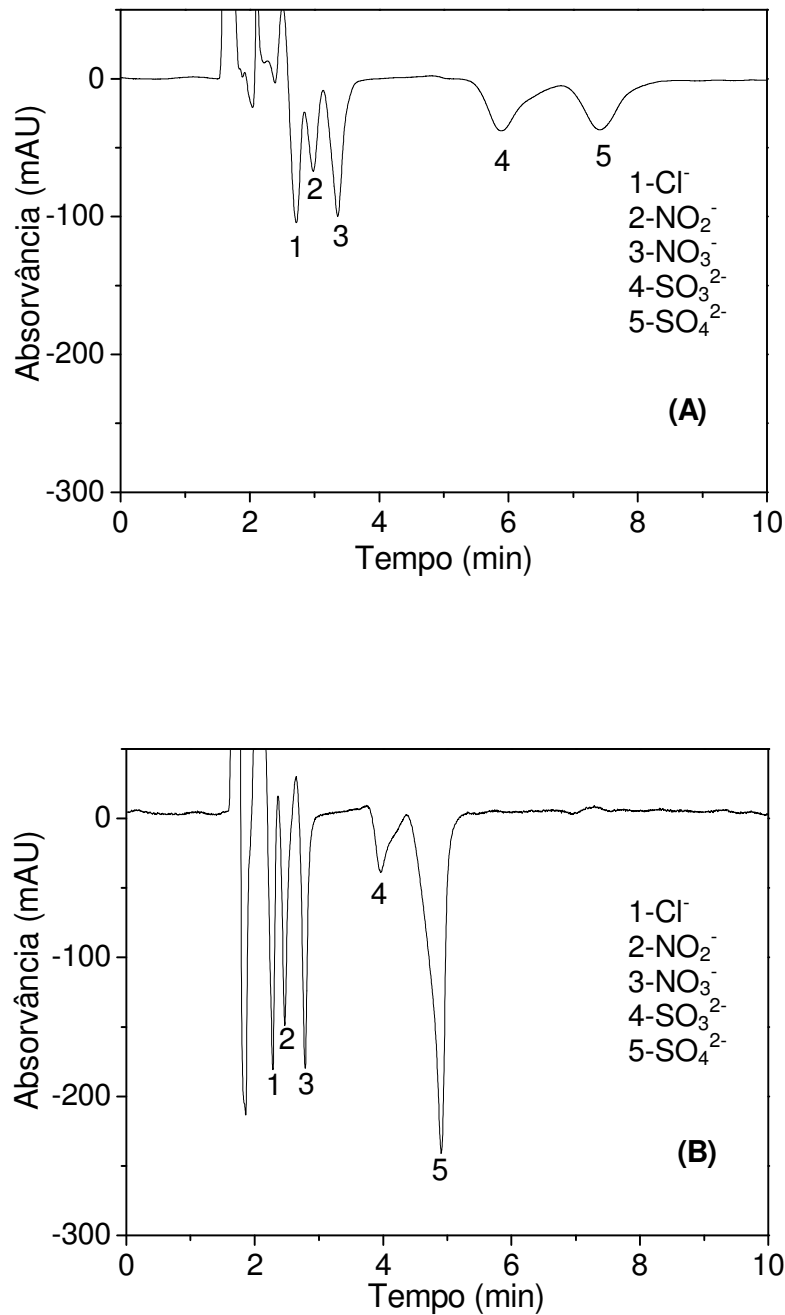 0
-100
-200
-300
Absorvância (mAU)
1
2
3
4
5
1-Cl⁻
2-NO₂⁻
3-NO₃⁻
4-SO₃²⁻
5-SO₄²⁻
(A)
0 2 4 6 8 10
Tempo (min)
0
-100
-200
-300
Absorvância (mAU)
1
2
3
4
5
1-Cl⁻
2-NO₂⁻
3-NO₃⁻
4-SO₃²⁻
5-SO₄²⁻
(B)
0 2 4 6 8 10
Tempo (min)